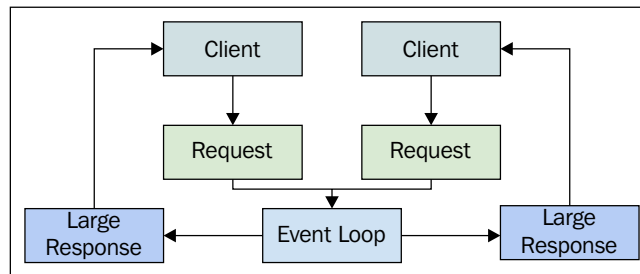 Client
Client
Request
Request
Large
Response
Event Loop
Large
Response